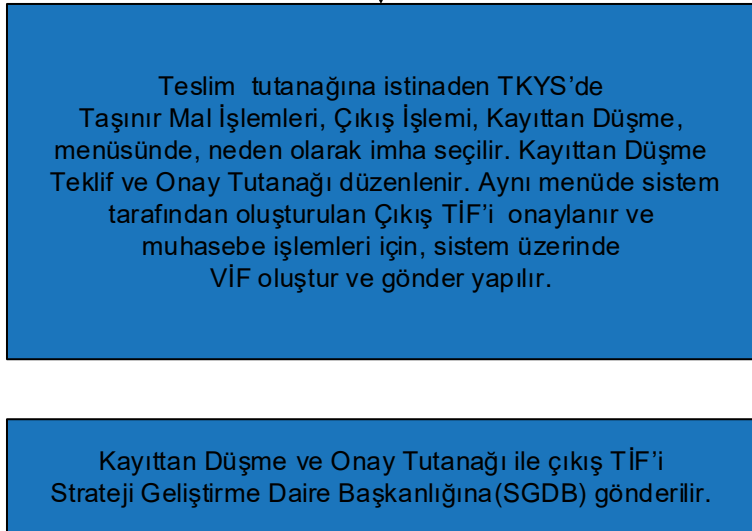 Teslim tutanağına istinaden TKYS’de
Taşınır Mal İşlemleri, Çıkış İşlemi, Kayıttan Düşme,
menüsünde, neden olarak imha seçilir. Kayıttan Düşme
Teklif ve Onay Tutanağı düzenlenir. Aynı menüde sistem
tarafından oluşturulan Çıkış TİF’i onaylanır ve
muhasebe işlemleri için, sistem üzerinde
VİF oluştur ve gönder yapılır.
Kayıttan Düşme ve Onay Tutanağı ile çıkış TİF’i
Strateji Geliştirme Daire Başkanlığına(SGDB) gönderilir.